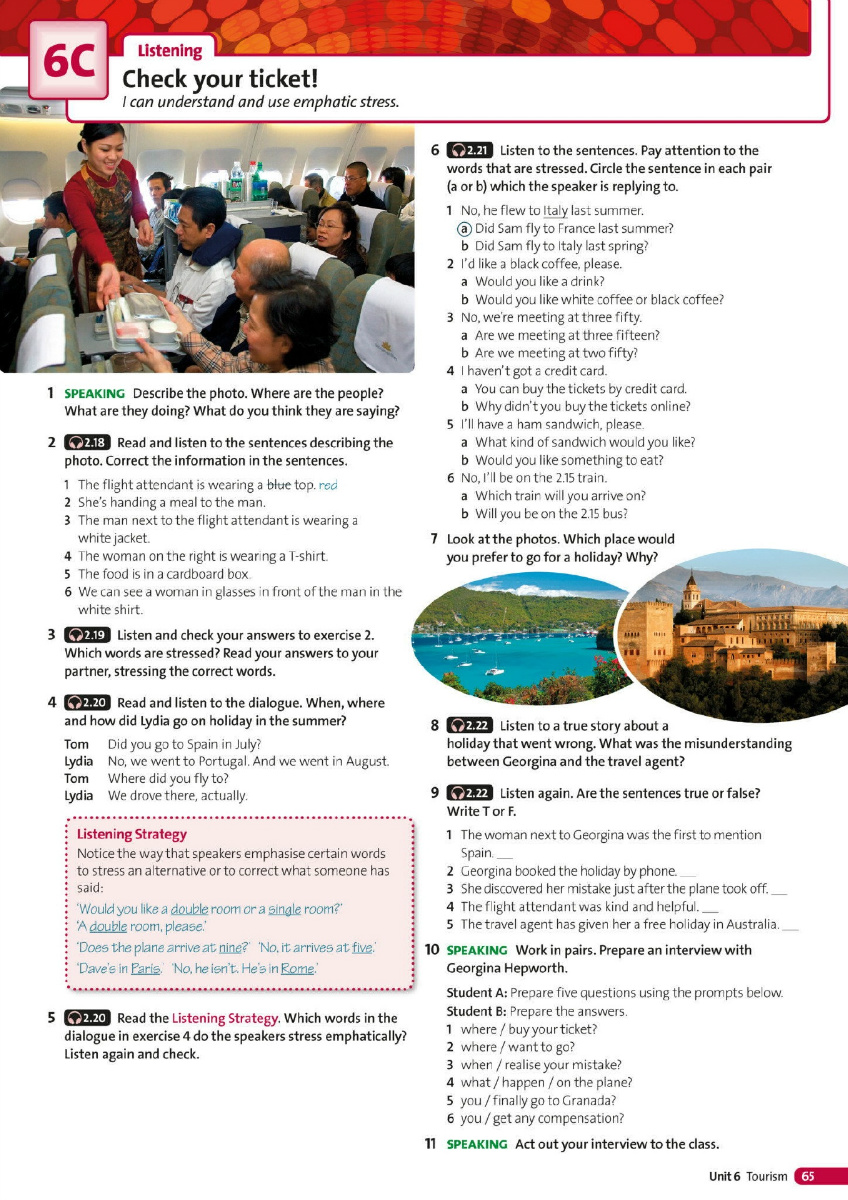 6C
Listening
Check your ticket!
I can understand and use emphatic stress.
1 SPEAKING Describe the photo. Where are the people?
What are they doing? What do you think they are saying?
2 2.18 Read and listen to the sentences describing the
photo. Correct the information in the sentences.
1 The flight attendant is wearing a blue top. red
2 She's handing a meal to the man.
3 The man next to the flight attendant is wearing a
white jacket.
4 The woman on the right is wearing a T-shirt.
5 The food is in a cardboard box.
6 We can see a woman in glasses in front of the man in the
white shirt.
3 2.19 Listen and check your answers to exercise 2.
Which words are stressed? Read your answers to your
partner, stressing the correct words.
4 2.20 Read and listen to the dialogue. When, where
and how did Lydia go on holiday in the summer?
Tom Did you go to Spain in July?
Lydia No, we went to Portugal. And we went in August.
Tom Where did you fly to?
Lydia We drove there, actually.
Listening Strategy
Notice the way that speakers emphasise certain words
to stress an alternative or to correct what someone has
said:
'Would you like a double room or a single room?'
'A double room, please.'
'Does the plane arrive at nine?' 'No, it arrives at five.'
'Dave's in Paris.' 'No, he isn't. He's in Rome.'
5 2.20 Read the Listening Strategy. Which words in the
dialogue in exercise 4 do the speakers stress emphatically?
Listen again and check.
6 2.21 Listen to the sentences. Pay attention to the
words that are stressed. Circle the sentence in each pair
(a or b) which the speaker is replying to.
1 No, he flew to Italy last summer.
a Did Sam fly to France last summer?
b Did Sam fly to Italy last spring?
2 I'd like a black coffee, please.
a Would you like a drink?
b Would you like white coffee or black coffee?
3 No, we're meeting at three fifty.
a Are we meeting at three fifteen?
b Are we meeting at two fifty?
4 I haven't got a credit card.
a You can buy the tickets by credit card.
b Why didn't you buy the tickets online?
5 I'll have a ham sandwich, please.
a What kind of sandwich would you like?
b Would you like something to eat?
6 No, I'll be on the 2.15 train.
a Which train will you arrive on?
b Will you be on the 2.15 bus?
7 Look at the photos. Which place would
you prefer to go for a holiday? Why?
8 2.22 Listen to a true story about a
holiday that went wrong. What was the misunderstanding
between Georgina and the travel agent?
9 2.22 Listen again. Are the sentences true or false?
Write T or F.
1 The woman next to Georgina was the first to mention
Spain. __
2 Georgina booked the holiday by phone. __
3 She discovered her mistake just after the plane took off. __
4 The flight attendant was kind and helpful. __
5 The travel agent has given her a free holiday in Australia. __
10 SPEAKING Work in pairs. Prepare an interview with
Georgina Hepworth.
Student A: Prepare five questions using the prompts below.
Student B: Prepare the answers.
1 where / buy your ticket?
2 where / want to go?
3 when / realise your mistake?
4 what / happen / on the plane?
5 you / finally go to Granada?
6 you / get any compensation?
11 SPEAKING Act out your interview to the class.
Unit 6 Tourism 65